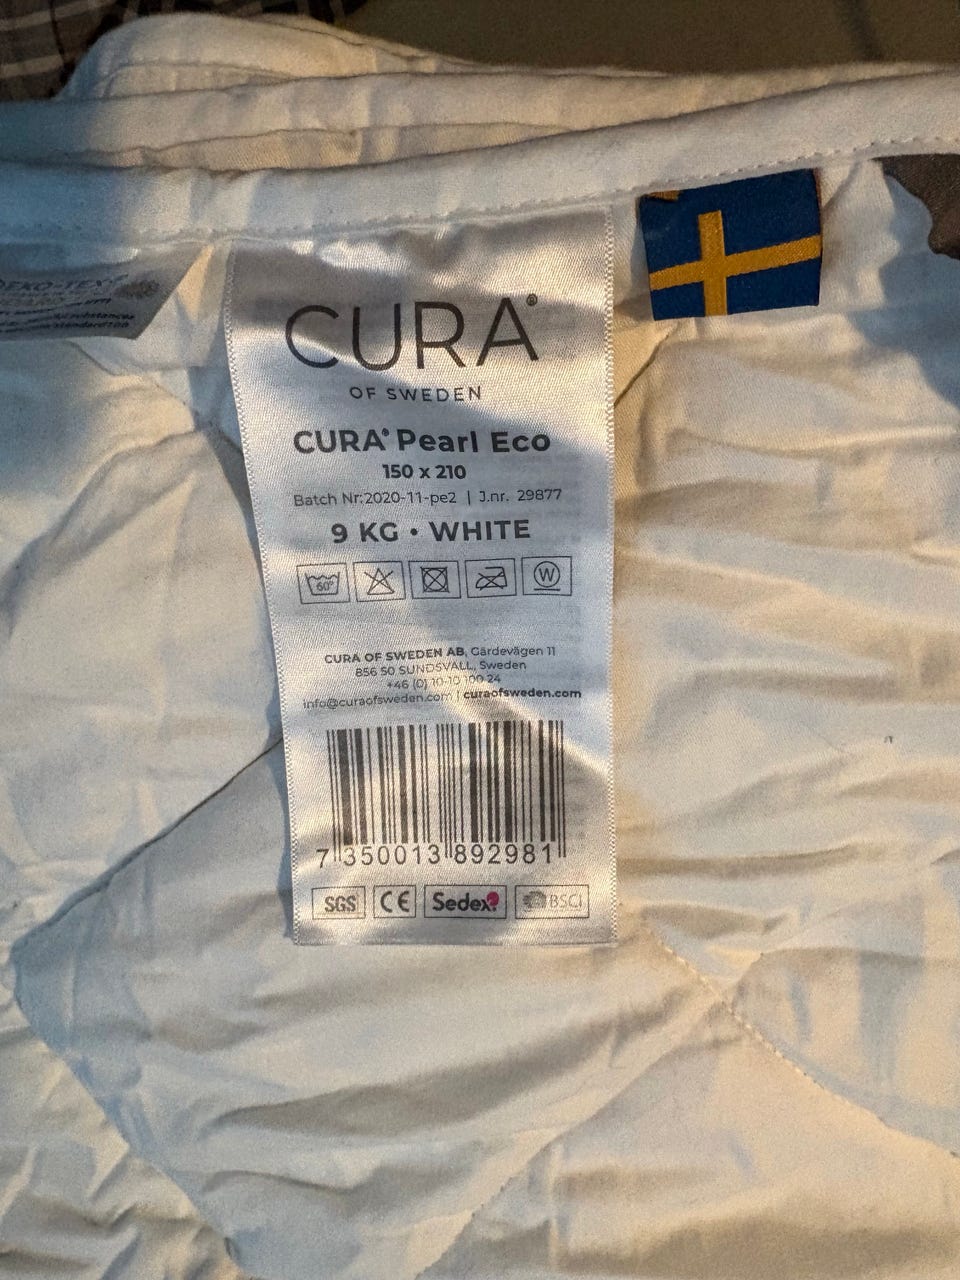 OEKO-TEX®
CURA®
OF SWEDEN
CURA® Pearl Eco
150 x 210
Batch Nr:2020-11-pe2 | J.nr. 29877
9 KG • WHITE
60°
W
CURA OF SWEDEN AB, Gärdevägen 11
856 50 SUNDSVALL, Sweden
+46 (0) 10-10 100 24
info@curaofsweden.com | curaofsweden.com
7 350013 892981
SGS CE Sedex BSCI